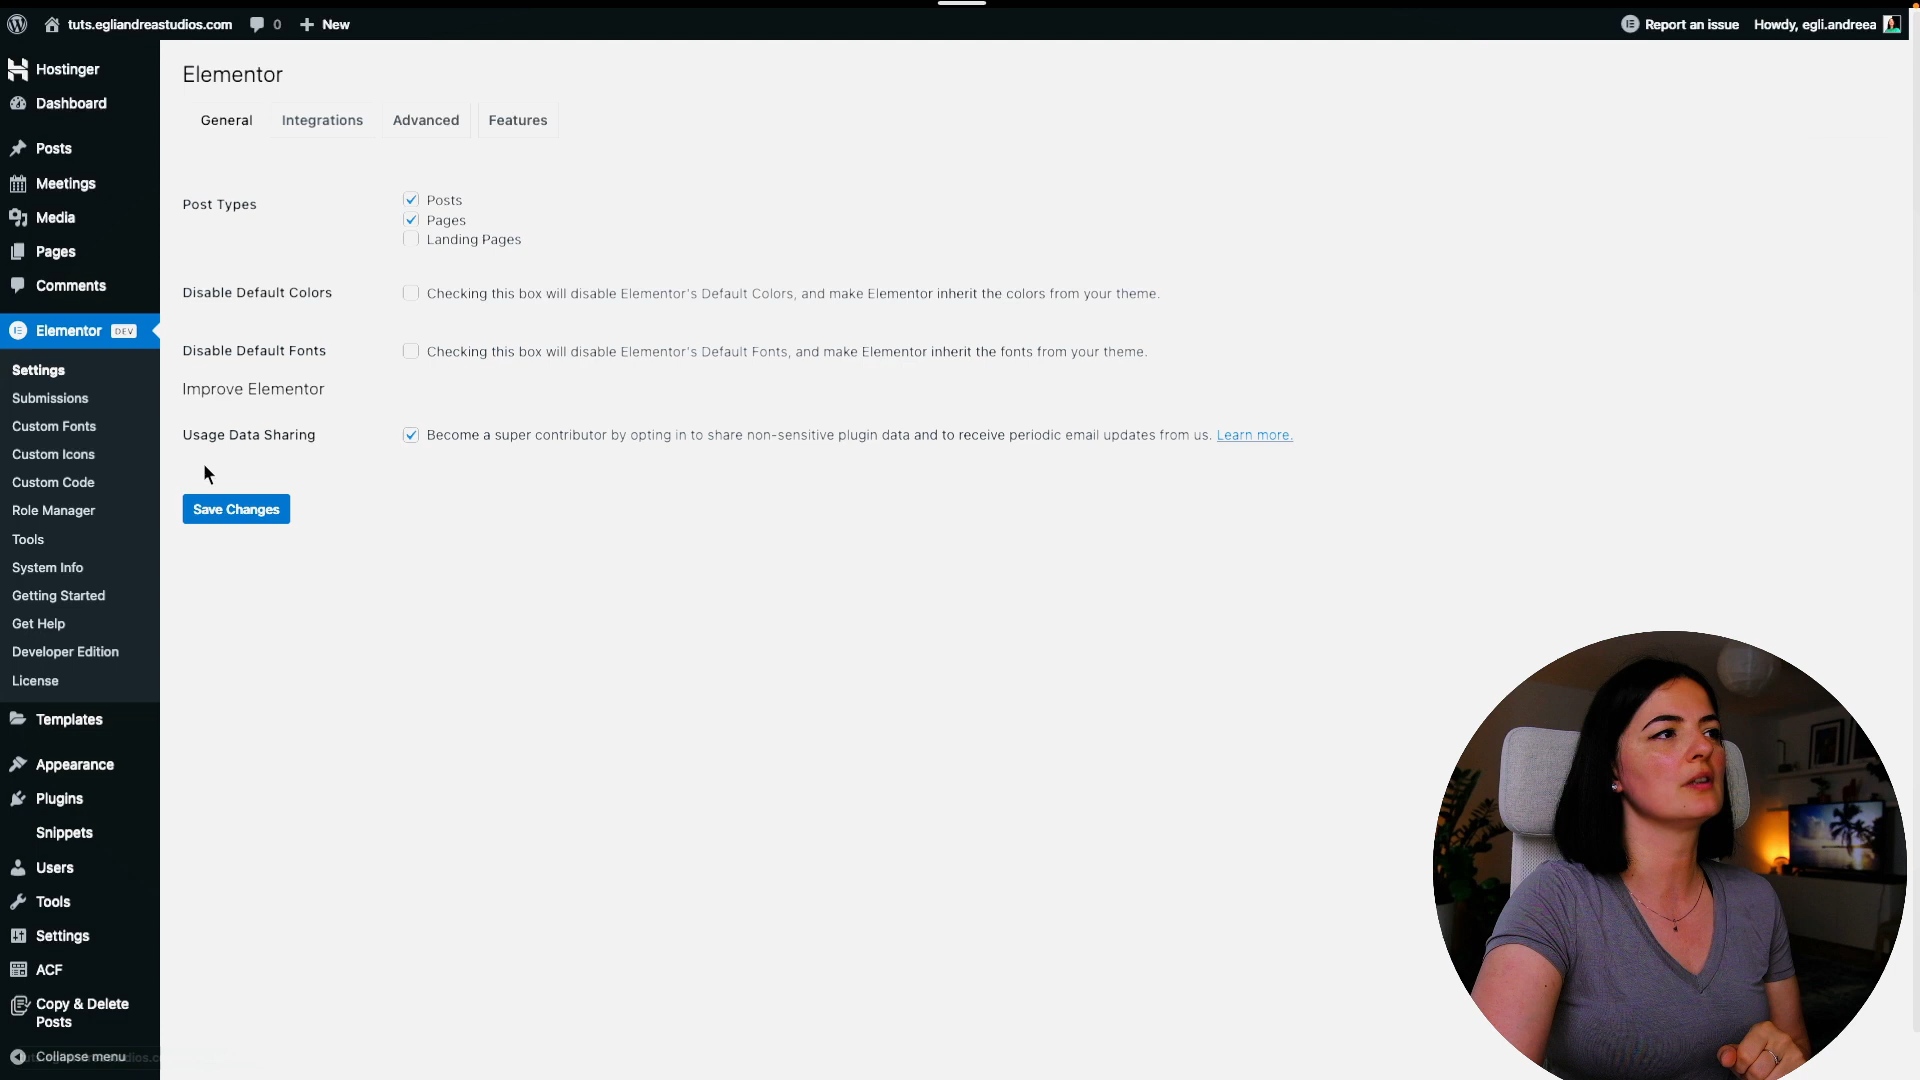 tuts.egliandreastudios.com
0
New
Report an issue
Howdy, egli.andreea
Hostinger
Dashboard
Posts
Meetings
Media
Pages
Comments
Elementor DEV
Settings
Submissions
Custom Fonts
Custom Icons
Custom Code
Role Manager
Tools
System Info
Getting Started
Get Help
Developer Edition
License
Templates
Appearance
Plugins
Snippets
Users
Tools
Settings
ACF
Copy & Delete
Posts
Collapse menu
Elementor
General
Integrations
Advanced
Features
Post Types
Posts
Pages
Landing Pages
Disable Default Colors
Checking this box will disable Elementor's Default Colors, and make Elementor inherit the colors from your theme.
Disable Default Fonts
Checking this box will disable Elementor's Default Fonts, and make Elementor inherit the fonts from your theme.
Improve Elementor
Usage Data Sharing
Become a super contributor by opting in to share non-sensitive plugin data and to receive periodic email updates from us. Learn more.
Save Changes